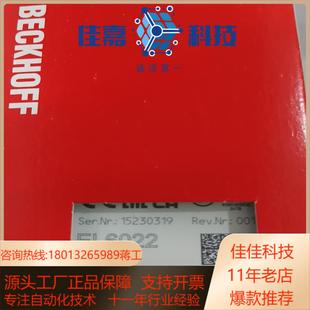 BECKHOFF
佳嘉 科技
Ser.Nr: 15230319 Rev.Nr: 001
EL6022
咨询热线:18013265989蒋工
佳佳科技
源头工厂正品保障 支持开票
11年老店
专注自动化技术 十一年行业经验
爆款推荐